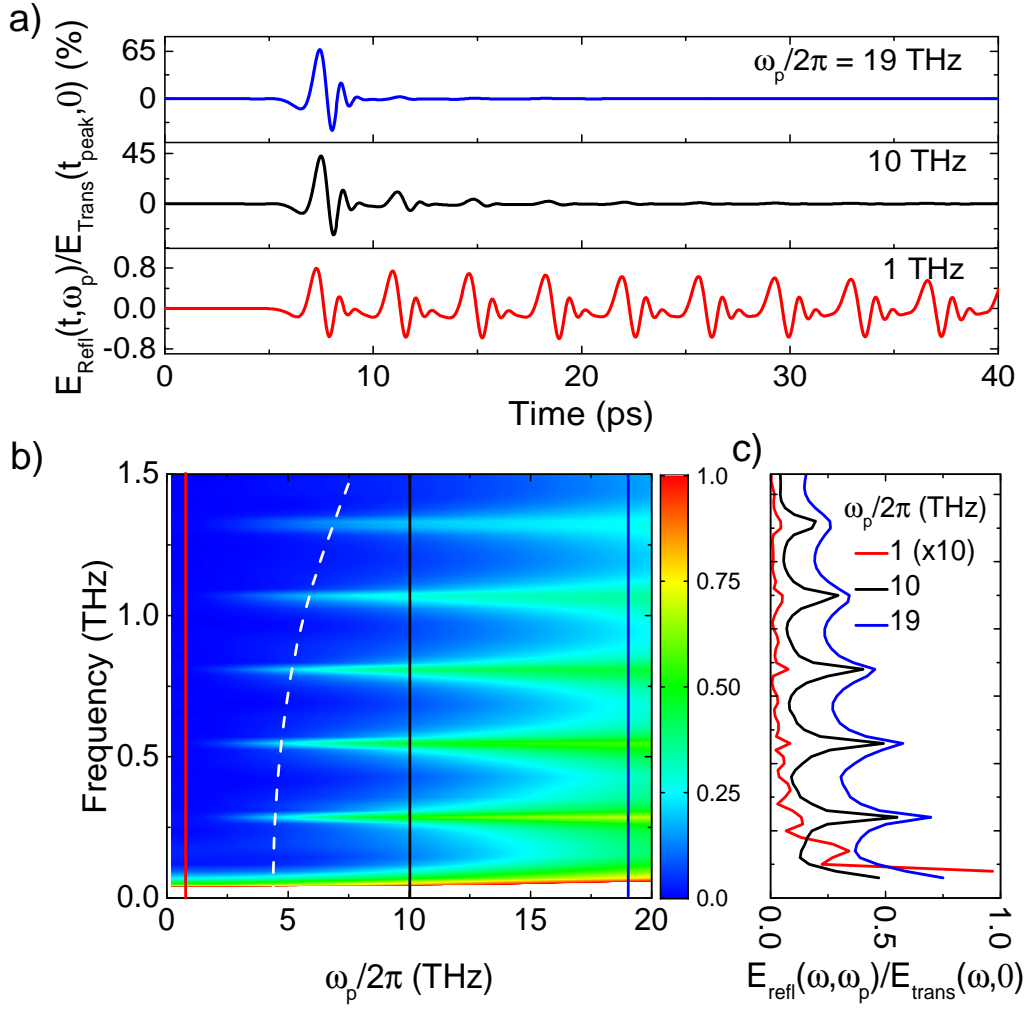 a)
E_Refl(t,ω_p)/E_Trans(t_peak,0) (%)
65
0
ω_p/2π = 19 THz
45
0
10 THz
0.8
0.0
-0.8
1 THz
0 10 20 30 40
Time (ps)
b)
Frequency (THz)
1.5
1.0
0.5
0.0
0 5 10 15 20
ω_p/2π (THz)
1.0
0.75
0.50
0.25
0.0
c)
ω_p/2π (THz)
1 (x10)
10
19
0.0 0.5 1.0
E_refl(ω,ω_p)/E_trans(ω,0)